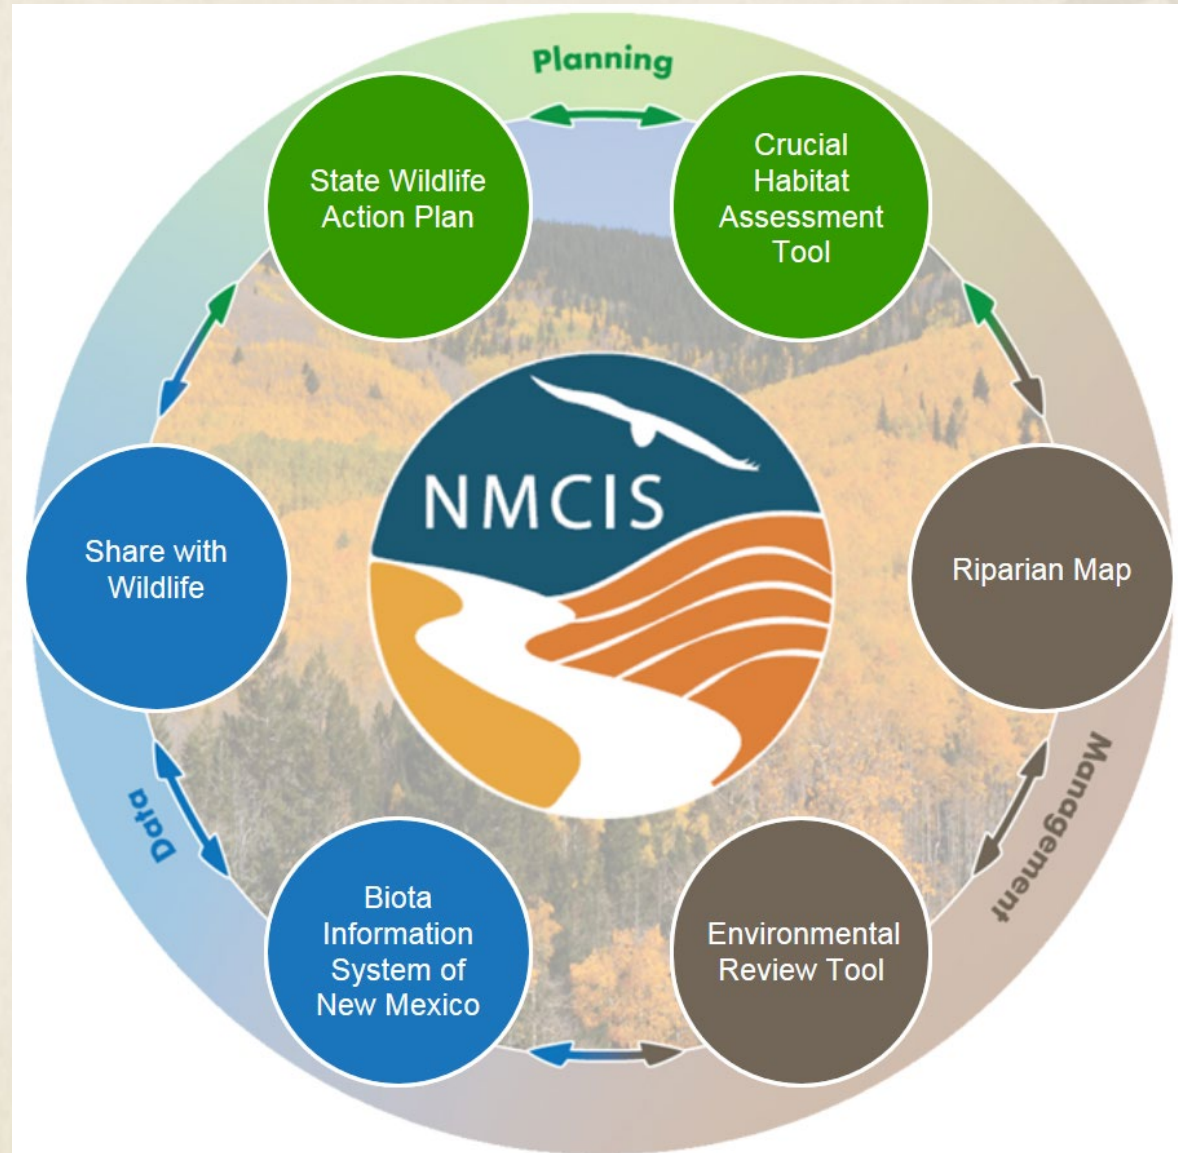 Planning
State Wildlife
Action Plan
Crucial
Habitat
Assessment
Tool
NMCIS
Share with
Wildlife
Riparian Map
Data
Management
Biota
Information
System of
New Mexico
Environmental
Review Tool